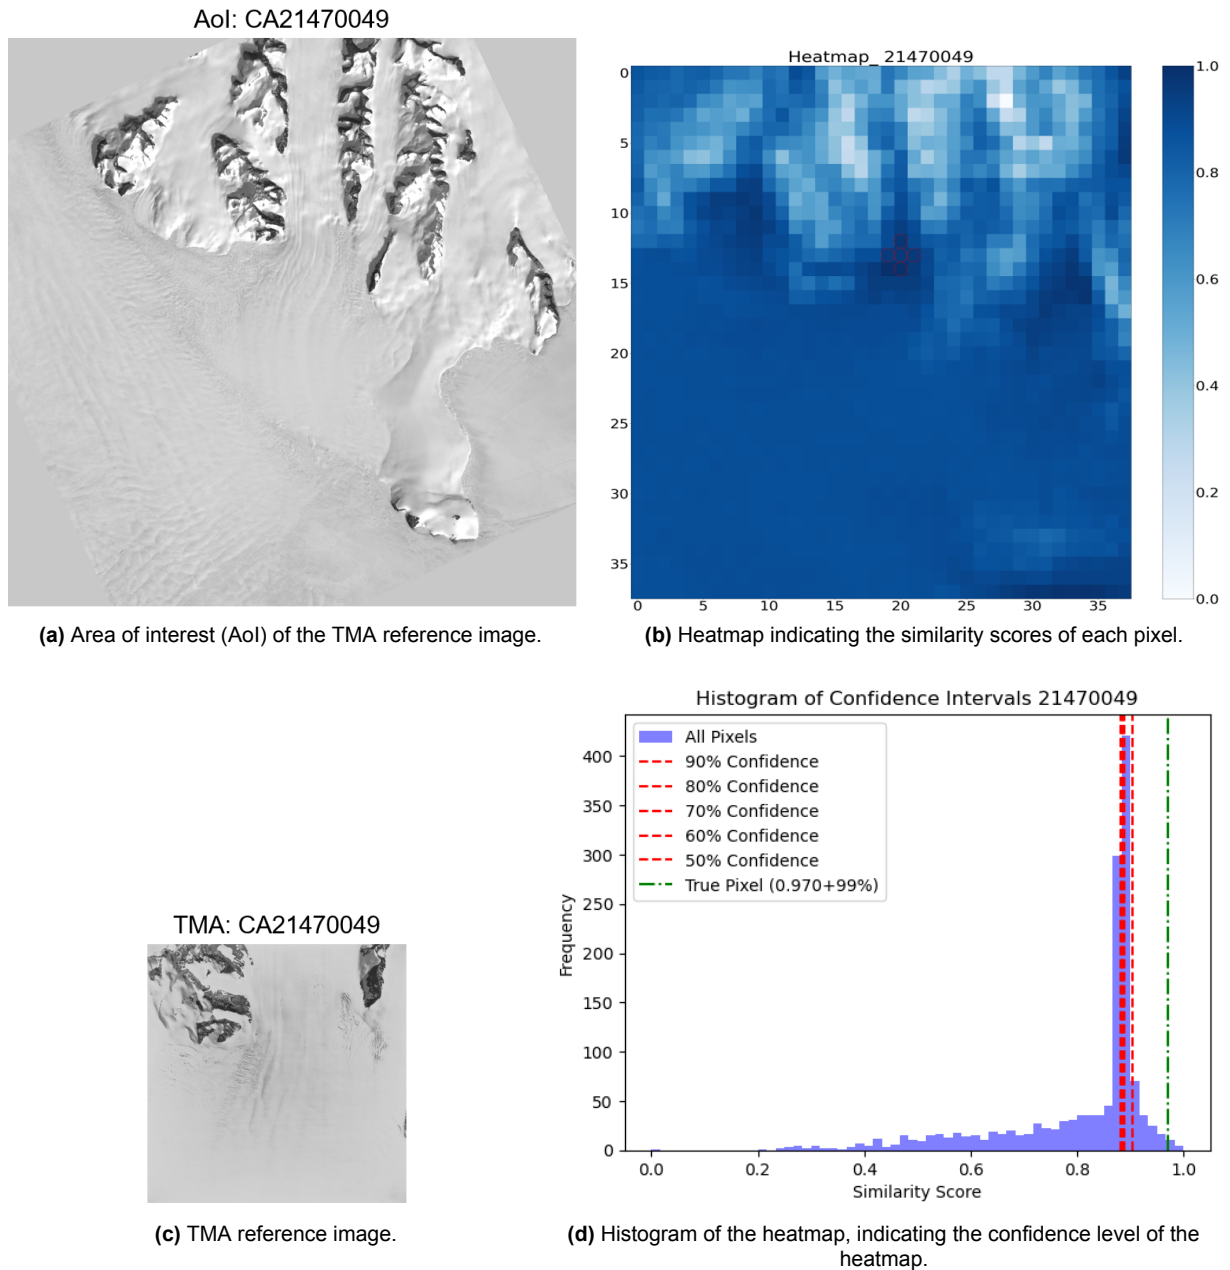 AoI: CA21470049
Heatmap_ 21470049
0
5
10
15
20
25
30
35
0 5 10 15 20 25 30 35
1.0
0.8
0.6
0.4
0.2
0.0
(a) Area of interest (AoI) of the TMA reference image.
(b) Heatmap indicating the similarity scores of each pixel.
TMA: CA21470049
(c) TMA reference image.
Histogram of Confidence Intervals 21470049
All Pixels
90% Confidence
80% Confidence
70% Confidence
60% Confidence
50% Confidence
True Pixel (0.970+99%)
Frequency
400
350
300
250
200
150
100
50
0
0.0 0.2 0.4 0.6 0.8 1.0
Similarity Score
(d) Histogram of the heatmap, indicating the confidence level of the
heatmap.